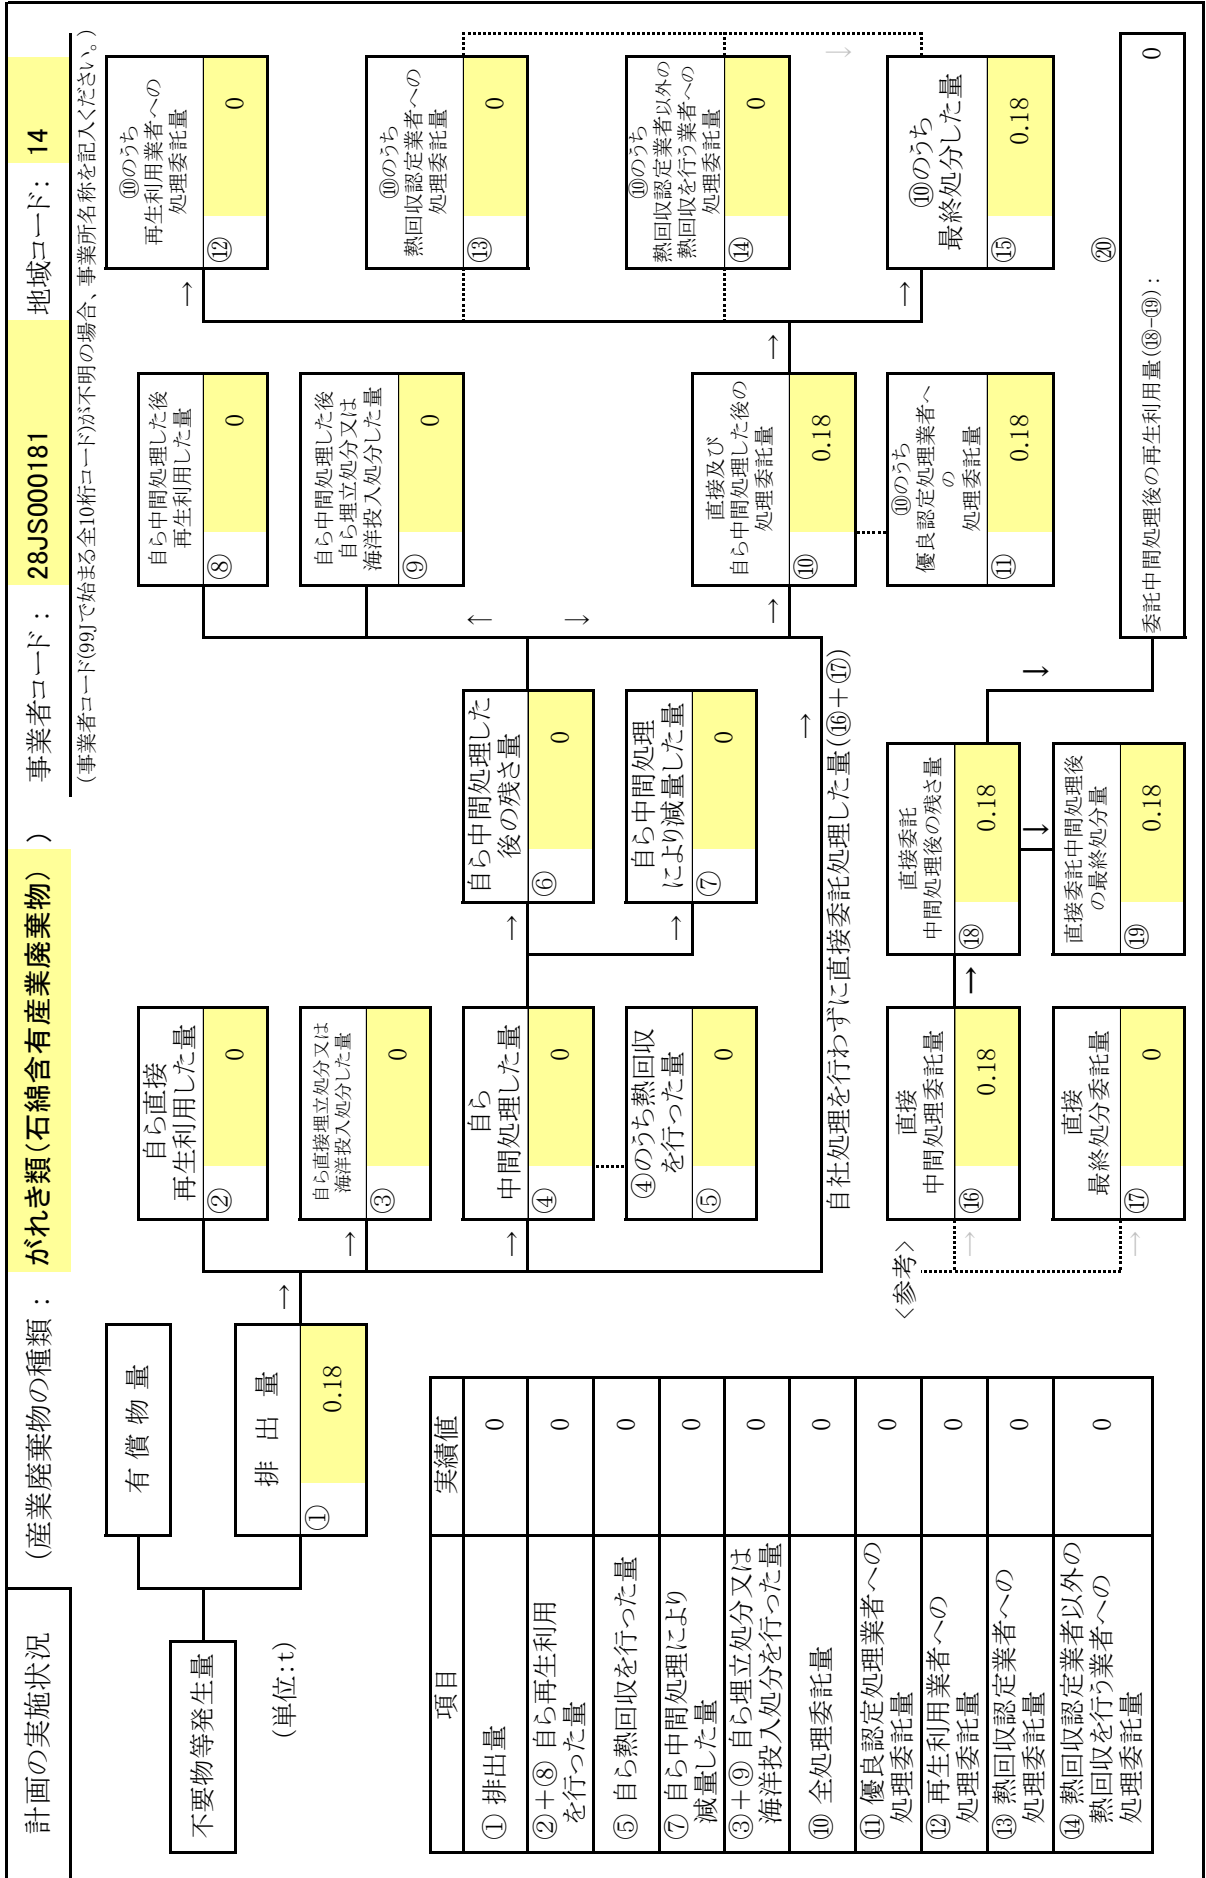 計画の実施状況
(産業廃棄物の種類： がれき類(石綿含有産業廃棄物) )
事業者コード： 28JS000181 地域コード： 14
(事業者コード(99Jで始まる全10桁コード)が不明の場合、事業所名称を記入ください。)
不要物等発生量
(単位:t)
有償物量
排出量
① 0.18
→
自ら直接
再生利用した量
② 0
→
自ら直接埋立処分又は
海洋投入処分した量
③ 0
→
自ら
中間処理した量
④ 0
④のうち熱回収
を行った量
⑤ 0
→
自ら中間処理した
後の残さ量
⑥ 0
→
自ら中間処理
により減量した量
⑦ 0
↑
↓
自ら中間処理した後
再生利用した量
⑧ 0
自ら中間処理した後
自ら埋立処分又は
海洋投入処分した量
⑨ 0
→
自社処理を行わずに直接委託処理した量(⑯＋⑰)
→
直接及び
自ら中間処理した後の
処理委託量
⑩ 0.18
⑩のうち
優良認定処理業者へ
の
処理委託量
⑪ 0.18
→
→
⑩のうち
再生利用業者への
処理委託量
⑫ 0
⑩のうち
熱回収認定業者への
処理委託量
⑬ 0
⑩のうち
熱回収認定業者以外の
熱回収を行う業者への
処理委託量
⑭ 0
↓
→
⑩のうち
最終処分した量
⑮ 0.18
<参考>
→
直接
中間処理委託量
⑯ 0.18
→
直接
最終処分委託量
⑰ 0
→
直接委託
中間処理後の残さ量
⑱ 0.18
↓
直接委託中間処理後
の最終処分量
⑲ 0.18
↓
⑳
委託中間処理後の再生利用量(⑱-⑲)： 0
項目 実績値
① 排出量 0
②＋⑧ 自ら再生利用
を行った量 0
⑤ 自ら熱回収を行った量 0
⑦ 自ら中間処理により
減量した量 0
③＋⑨ 自ら埋立処分又は
海洋投入処分を行った量 0
⑩ 全処理委託量 0
⑪ 優良認定処理業者への
処理委託量 0
⑫ 再生利用業者への
処理委託量 0
⑬ 熱回収認定業者への
処理委託量 0
⑭ 熱回収認定業者以外の
熱回収を行う業者への
処理委託量 0